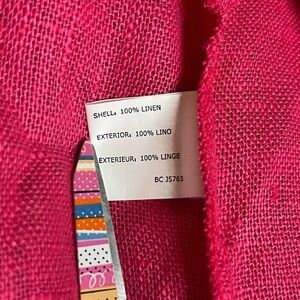 SHELL: 100% LINEN
EXTERIOR: 100% LINO
EXTERIEUR: 100% LINGE
BC J5765